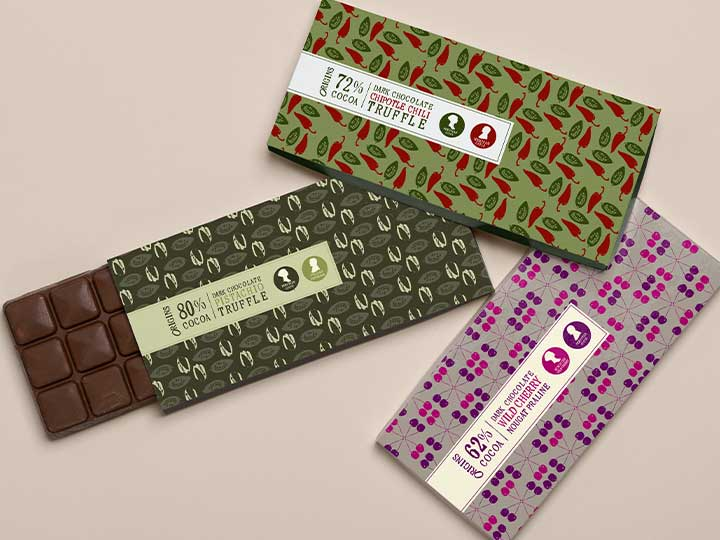 ORIGINS
72%
COCOA
DARK CHOCOLATE
CHIPOTLE CHILI
TRUFFLE
ORIGINS
80%
COCOA
DARK CHOCOLATE
PISTACHIO
TRUFFLE
ORIGINS
62%
COCOA
DARK CHOCOLATE
WILD CHERRY
NOUGAT PRALINE